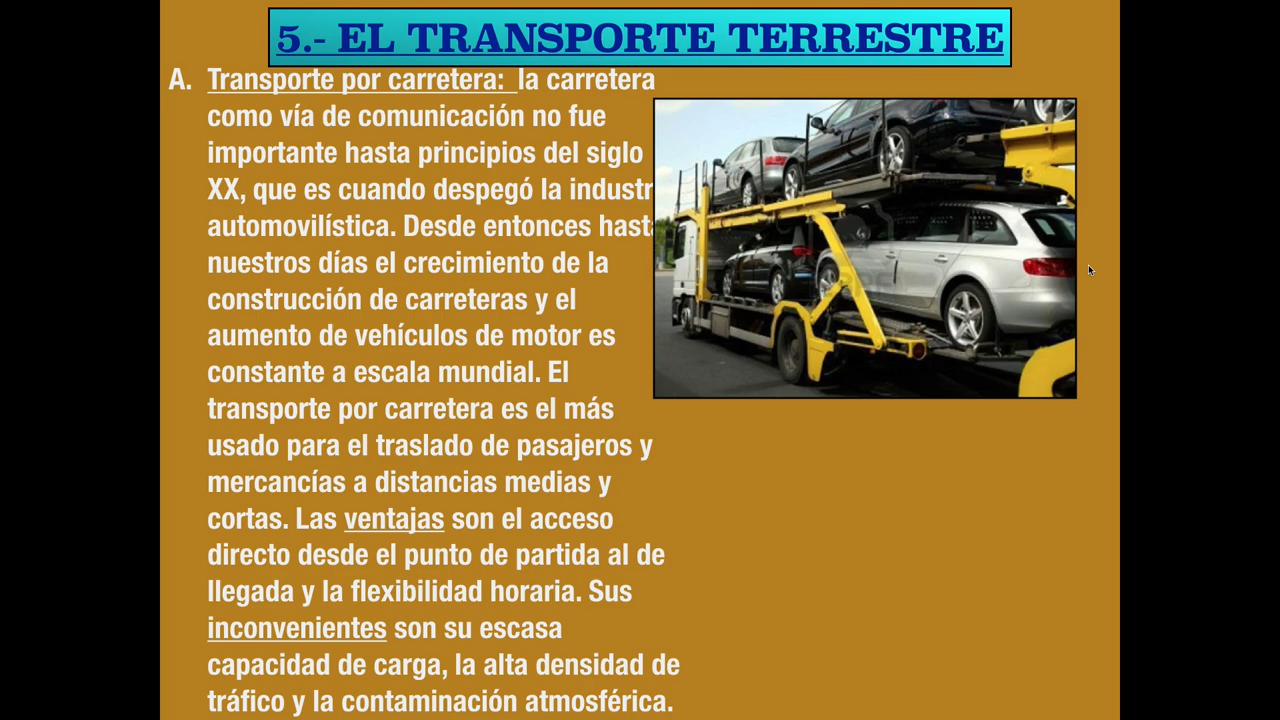 5.- EL TRANSPORTE TERRESTRE
A. Transporte por carretera: la carretera
como vía de comunicación no fue
importante hasta principios del siglo
XX, que es cuando despegó la industr
automovilística. Desde entonces hasta
nuestros días el crecimiento de la
construcción de carreteras y el
aumento de vehículos de motor es
constante a escala mundial. El
transporte por carretera es el más
usado para el traslado de pasajeros y
mercancías a distancias medias y
cortas. Las ventajas son el acceso
directo desde el punto de partida al de
llegada y la flexibilidad horaria. Sus
inconvenientes son su escasa
capacidad de carga, la alta densidad de
tráfico y la contaminación atmosférica.